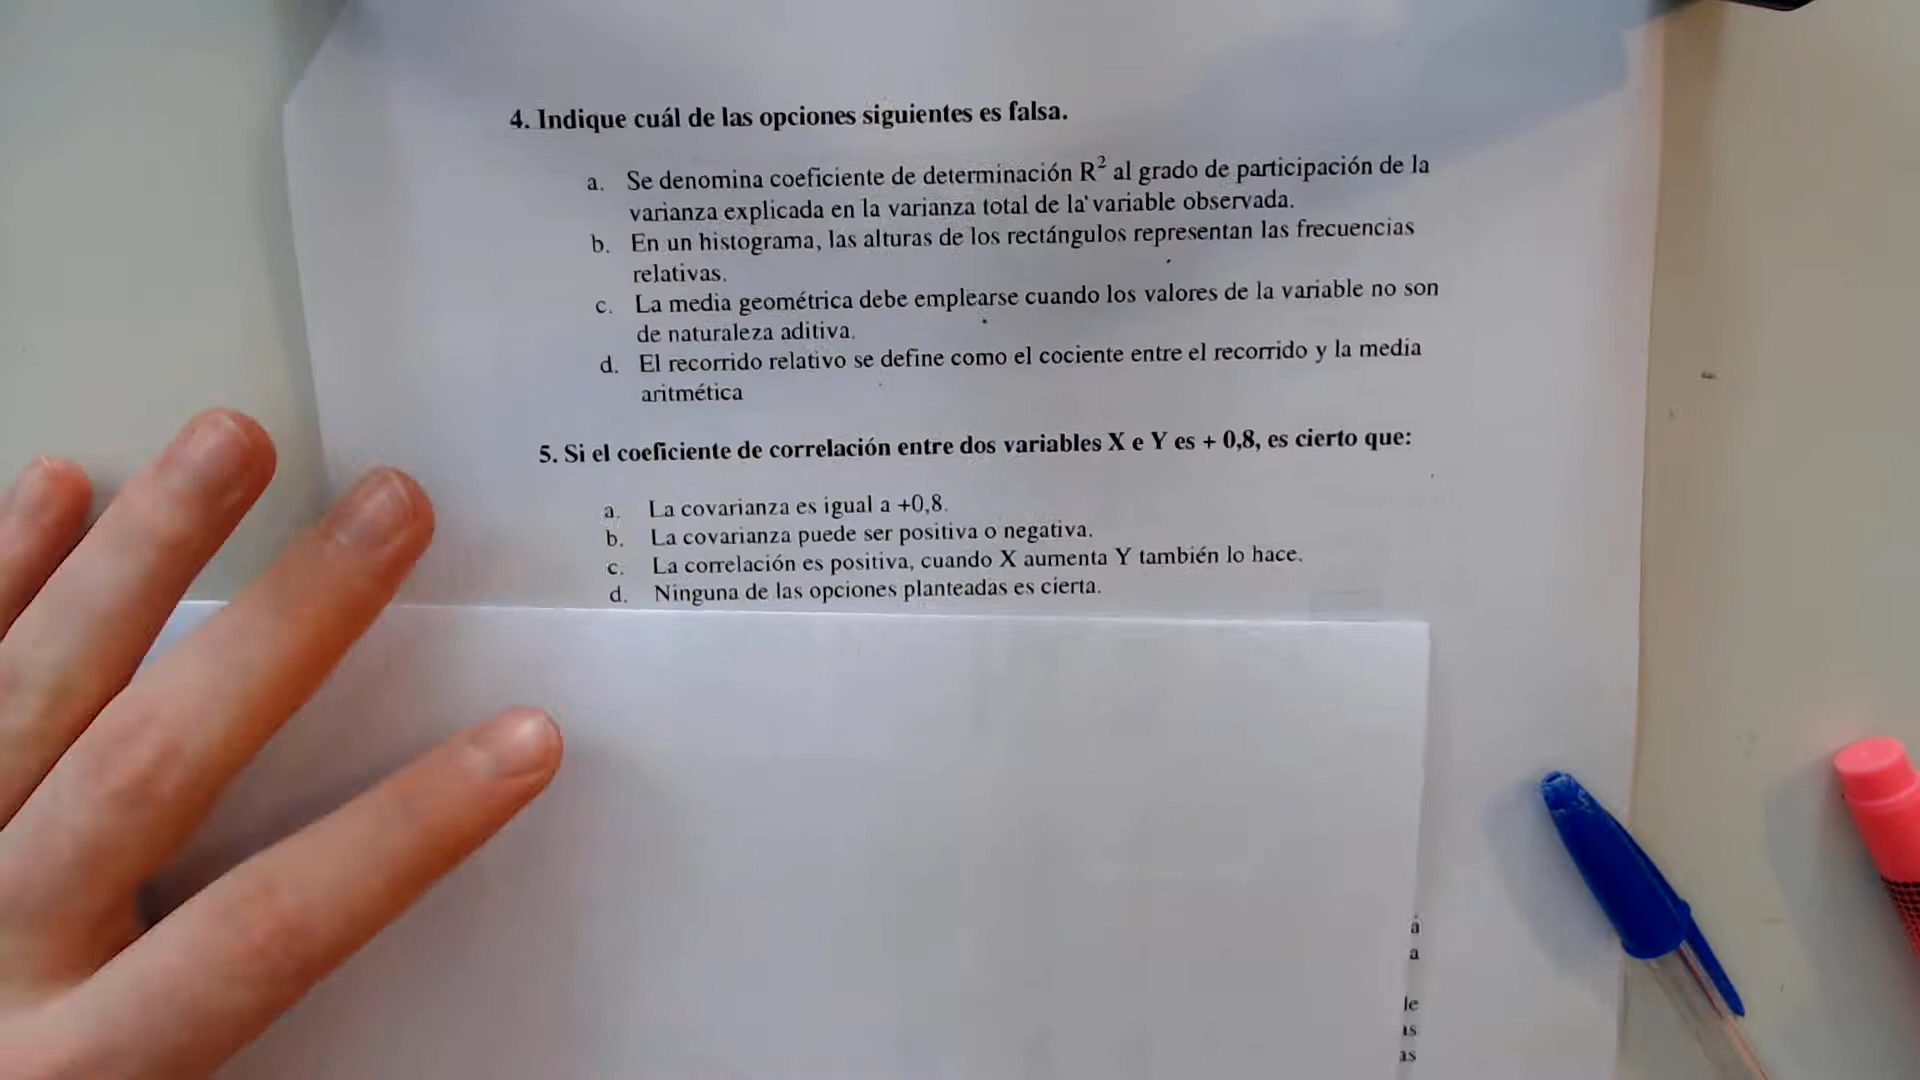 4. Indique cuál de las opciones siguientes es falsa.
a. Se denomina coeficiente de determinación R² al grado de participación de la
varianza explicada en la varianza total de la variable observada.
b. En un histograma, las alturas de los rectángulos representan las frecuencias
relativas.
c. La media geométrica debe emplearse cuando los valores de la variable no son
de naturaleza aditiva.
d. El recorrido relativo se define como el cociente entre el recorrido y la media
aritmética
5. Si el coeficiente de correlación entre dos variables X e Y es + 0,8, es cierto que:
a. La covarianza es igual a +0,8.
b. La covarianza puede ser positiva o negativa.
c. La correlación es positiva, cuando X aumenta Y también lo hace.
d. Ninguna de las opciones planteadas es cierta.
á
a
le
as